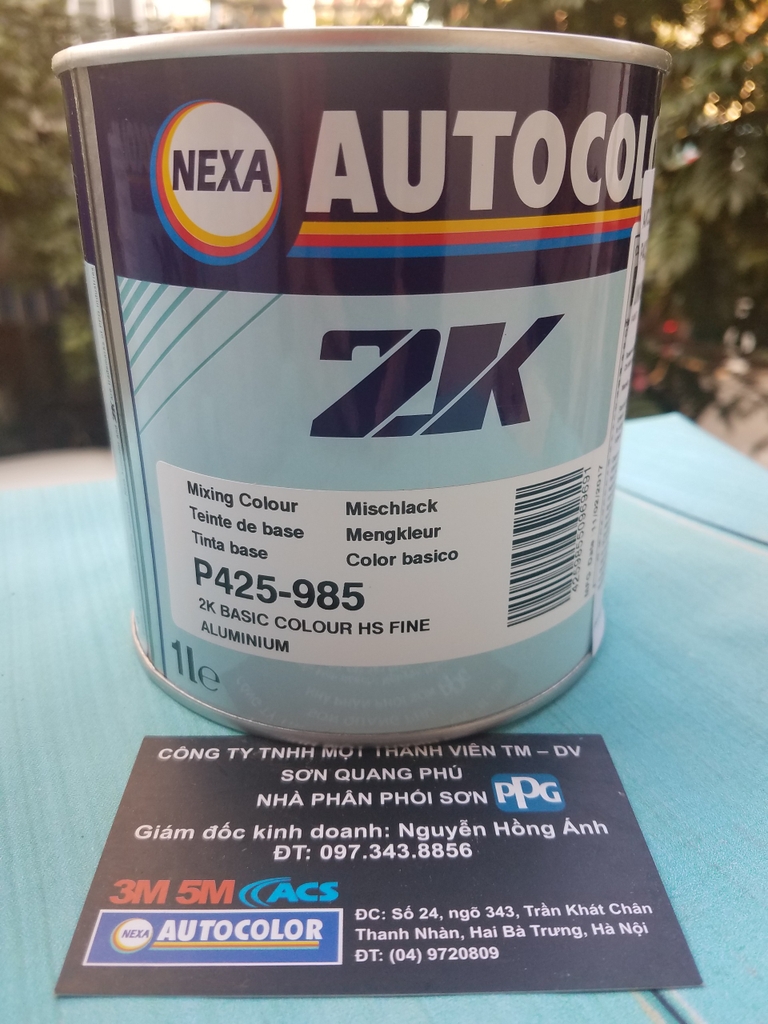 NEXA
AUTOCOL
2K
Mixing Colour
Teinte de base
Tinta base
Mischlack
Mengkleur
Color basico
P425-985
2K BASIC COLOUR HS FINE
ALUMINIUM
1le
11/02/2017
CÔNG TY TNHH MỘT THÀNH VIÊN TM – DV
SƠN QUANG PHÚ
NHÀ PHÂN PHỐI SƠN PPG
Giám đốc kinh doanh: Nguyễn Hồng Ánh
ĐT: 097.343.8856
3M 5M ACS
NEXA AUTOCOLOR
ĐC: Số 24, ngõ 343, Trần Khát Chân
Thanh Nhàn, Hai Bà Trưng, Hà Nội
ĐT: (04) 9720809